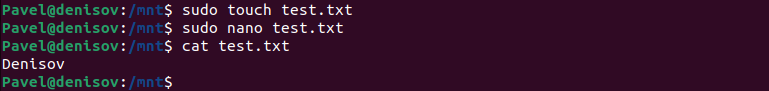 Pavel@denisov:/mnt$ sudo touch test.txt
Pavel@denisov:/mnt$ sudo nano test.txt
Pavel@denisov:/mnt$ cat test.txt
Denisov
Pavel@denisov:/mnt$